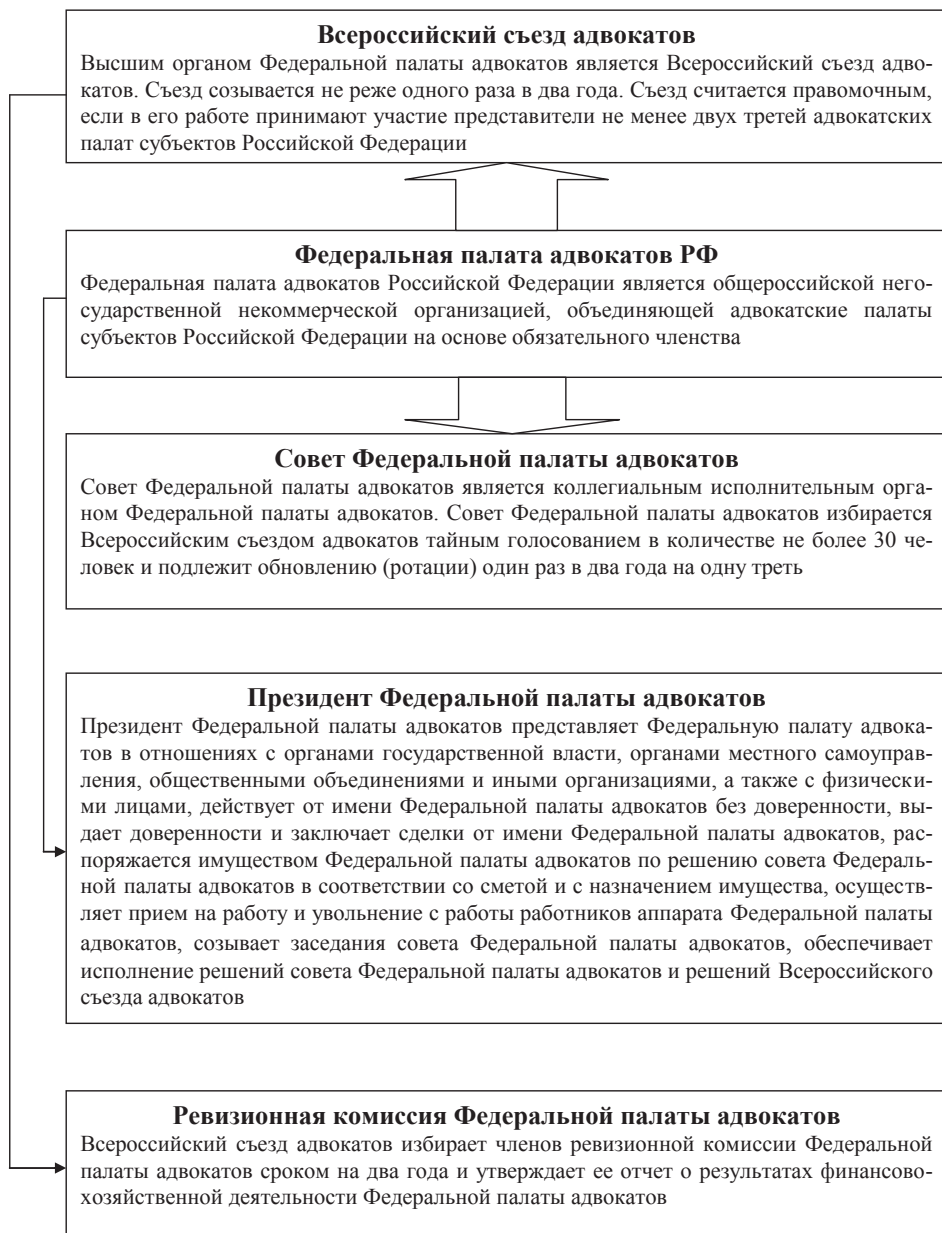 Всероссийский съезд адвокатов
Высшим органом Федеральной палаты адвокатов является Всероссийский съезд адво-
катов. Съезд созывается не реже одного раза в два года. Съезд считается правомочным,
если в его работе принимают участие представители не менее двух третей адвокатских
палат субъектов Российской Федерации
Федеральная палата адвокатов РФ
Федеральная палата адвокатов Российской Федерации является общероссийской него-
сударственной некоммерческой организацией, объединяющей адвокатские палаты
субъектов Российской Федерации на основе обязательного членства
Совет Федеральной палаты адвокатов
Совет Федеральной палаты адвокатов является коллегиальным исполнительным орга-
ном Федеральной палаты адвокатов. Совет Федеральной палаты адвокатов избирается
Всероссийским съездом адвокатов тайным голосованием в количестве не более 30 че-
ловек и подлежит обновлению (ротации) один раз в два года на одну треть
Президент Федеральной палаты адвокатов
Президент Федеральной палаты адвокатов представляет Федеральную палату адвока-
тов в отношениях с органами государственной власти, органами местного самоуправ-
ления, общественными объединениями и иными организациями, а также с физически-
ми лицами, действует от имени Федеральной палаты адвокатов без доверенности, вы-
дает доверенности и заключает сделки от имени Федеральной палаты адвокатов, рас-
поряжается имуществом Федеральной палаты адвокатов по решению совета Федераль-
ной палаты адвокатов в соответствии со сметой и с назначением имущества, осуществ-
ляет прием на работу и увольнение с работы работников аппарата Федеральной палаты
адвокатов, созывает заседания совета Федеральной палаты адвокатов, обеспечивает
исполнение решений совета Федеральной палаты адвокатов и решений Всероссийского
съезда адвокатов
Ревизионная комиссия Федеральной палаты адвокатов
Всероссийский съезд адвокатов избирает членов ревизионной комиссии Федеральной
палаты адвокатов сроком на два года и утверждает ее отчет о результатах финансово-
хозяйственной деятельности Федеральной палаты адвокатов